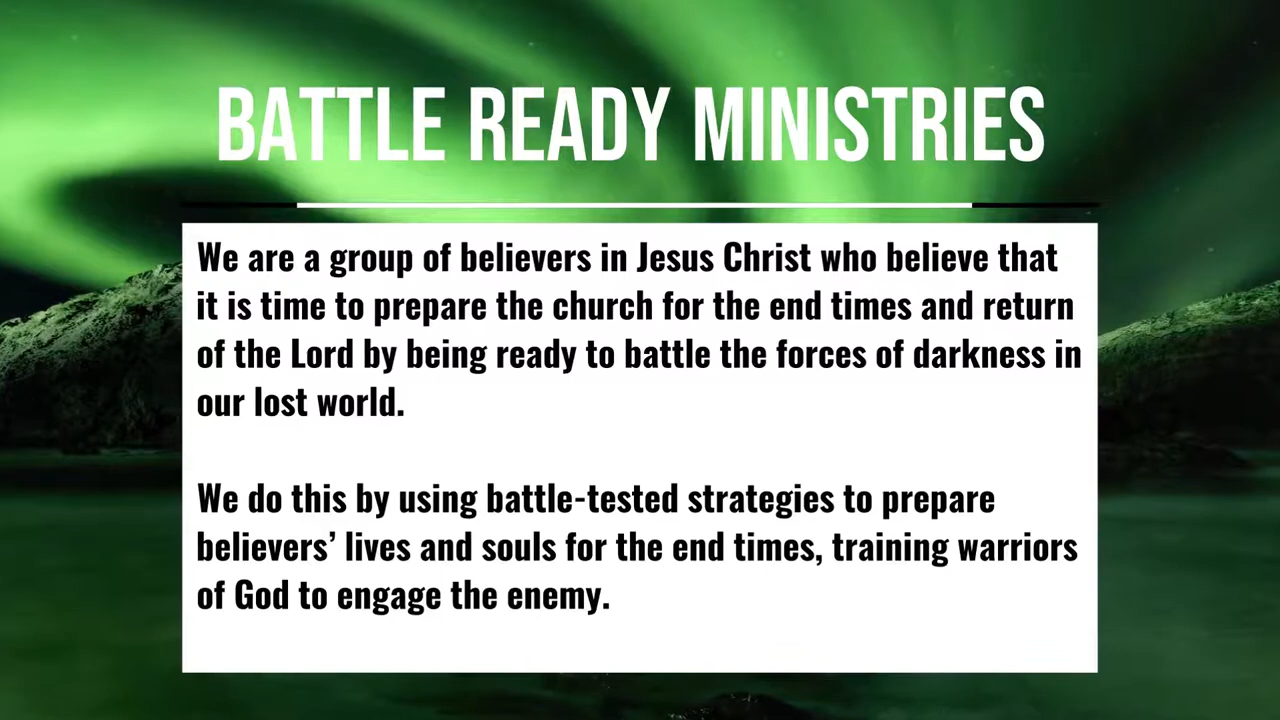 BATTLE READY MINISTRIES
We are a group of believers in Jesus Christ who believe that
it is time to prepare the church for the end times and return
of the Lord by being ready to battle the forces of darkness in
our lost world.
We do this by using battle-tested strategies to prepare
believers’ lives and souls for the end times, training warriors
of God to engage the enemy.